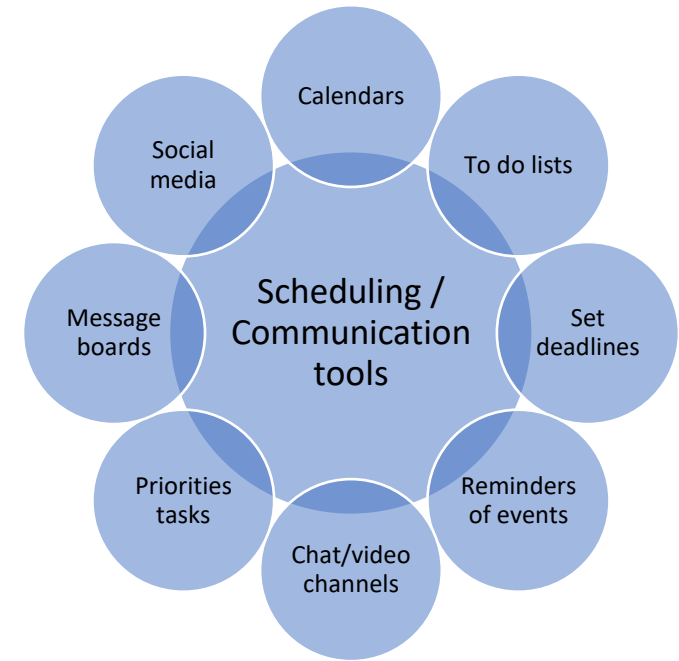 Calendars
To do lists
Set
deadlines
Reminders
of events
Chat/video
channels
Priorities
tasks
Message
boards
Social
media
Scheduling /
Communication
tools